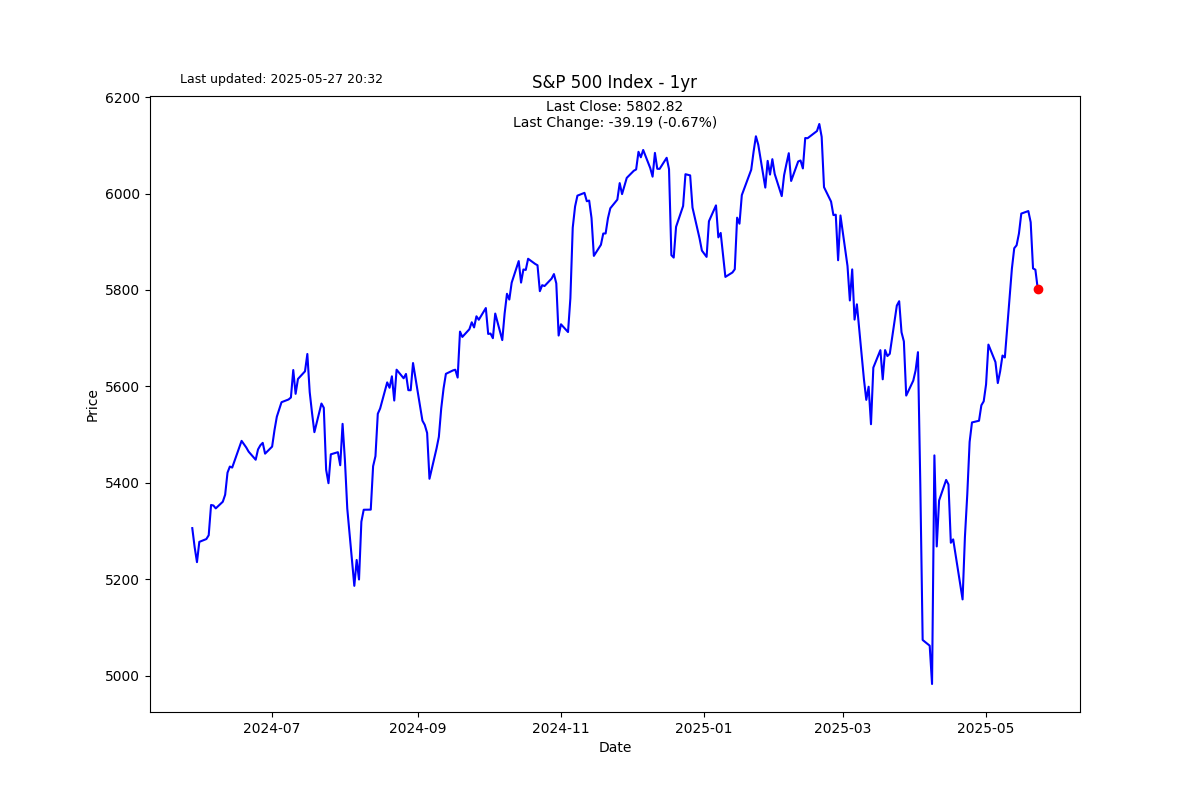 Last updated: 2025-05-27 20:32
S&P 500 Index - 1yr
Last Close: 5802.82
Last Change: -39.19 (-0.67%)
6200
6000
5800
5600
5400
5200
5000
Price
2024-07
2024-09
2024-11
2025-01
2025-03
2025-05
Date